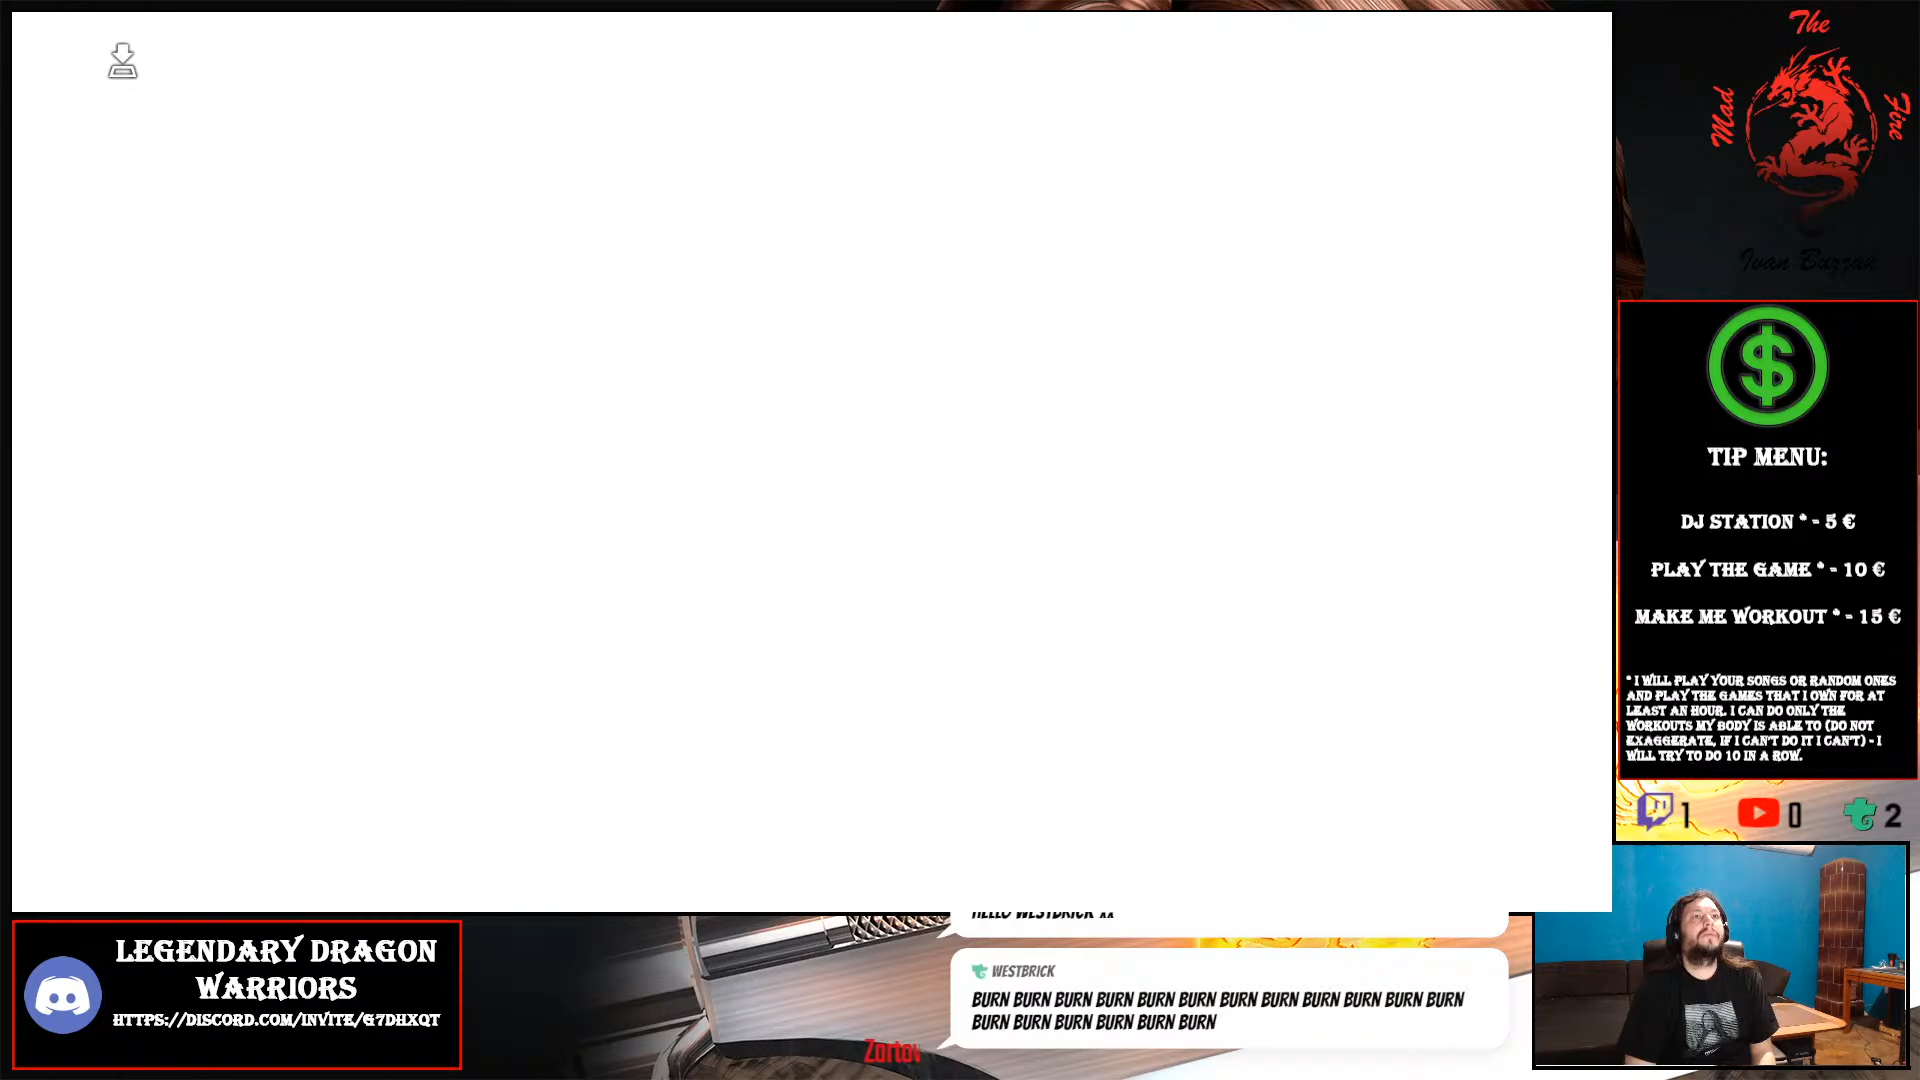 The
Mad
Fire
Ivan Buzzak
TIP MENU:
DJ STATION * - 5 €
PLAY THE GAME * - 10 €
MAKE ME WORKOUT * - 15 €
* I WILL PLAY YOUR SONGS OR RANDOM ONES
AND PLAY THE GAMES THAT I OWN FOR AT
LEAST AN HOUR. I CAN DO ONLY THE
WORKOUTS MY BODY IS ABLE TO (DO NOT
EXAGGERATE, IF I CAN'T DO IT I CAN'T) - I
WILL TRY TO DO 10 IN A ROW.
1 0 2
HELLO WESTBRICK XX
WESTBRICK
BURN BURN BURN BURN BURN BURN BURN BURN BURN BURN BURN BURN
BURN BURN BURN BURN BURN BURN
Zortov
LEGENDARY DRAGON
WARRIORS
HTTPS://DISCORD.COM/INVITE/G7DHXQT